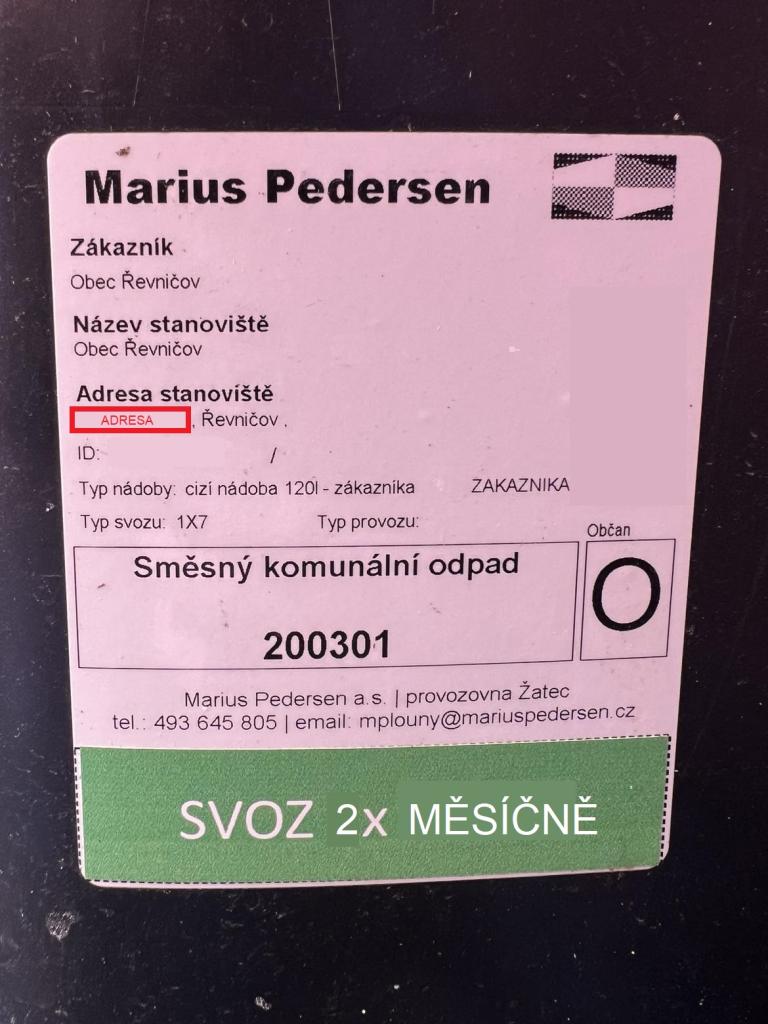 Marius Pedersen
Zákazník
Obec Řevničov
Název stanoviště
Obec Řevničov
Adresa stanoviště
ADRESA, Řevničov ,
ID: /
Typ nádoby: cizí nádoba 120l - zákazníka ZAKAZNIKA
Typ svozu: 1X7 Typ provozu:
Občan
Směsný komunální odpad
O
200301
Marius Pedersen a.s. | provozovna Žatec
tel.: 493 645 805 | email: mplouny@mariuspedersen.cz
SVOZ 2x MĚSÍČNĚ